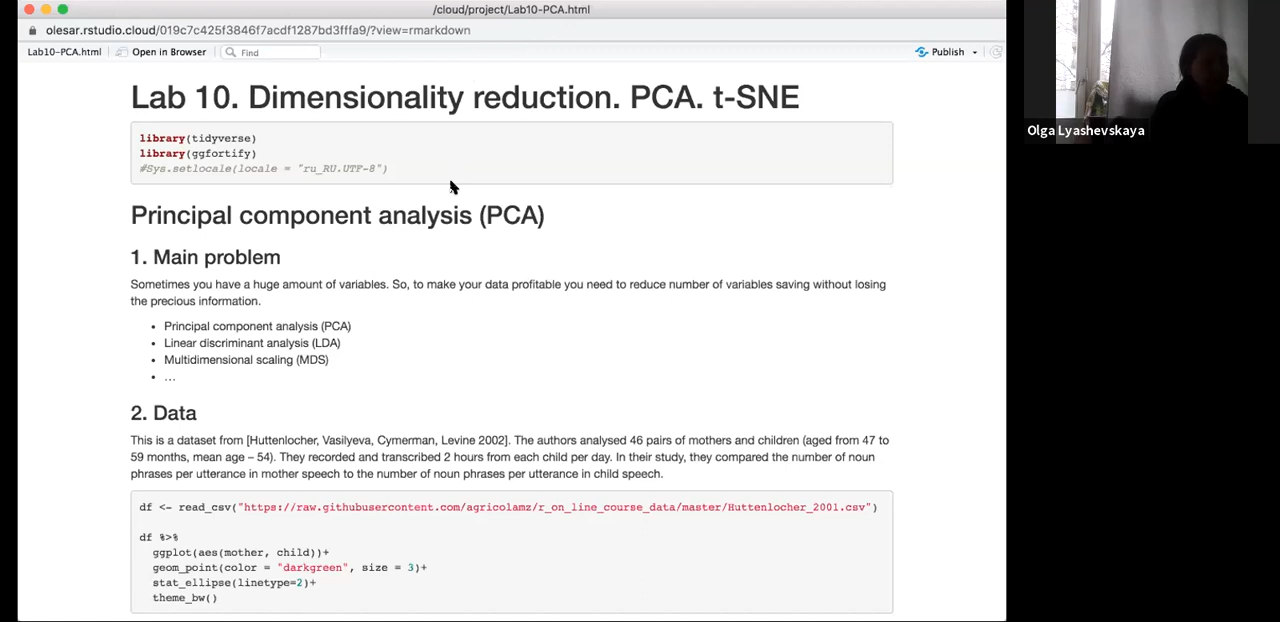 /cloud/project/Lab10-PCA.html
olesar.rstudio.cloud/019c7c425f3846f7acdf1287bd3fffa9/?view=rmarkdown
Lab10-PCA.html Open in Browser Find Publish
Lab 10. Dimensionality reduction. PCA. t-SNE
Olga Lyashevskaya
library(tidyverse)
library(ggfortify)
#Sys.setlocale(locale = "ru_RU.UTF-8")
Principal component analysis (PCA)
1. Main problem
Sometimes you have a huge amount of variables. So, to make your data profitable you need to reduce number of variables saving without losing
the precious information.
• Principal component analysis (PCA)
• Linear discriminant analysis (LDA)
• Multidimensional scaling (MDS)
• …
2. Data
This is a dataset from [Huttenlocher, Vasilyeva, Cymerman, Levine 2002]. The authors analysed 46 pairs of mothers and children (aged from 47 to
59 months, mean age – 54). They recorded and transcribed 2 hours from each child per day. In their study, they compared the number of noun
phrases per utterance in mother speech to the number of noun phrases per utterance in child speech.
df <- read_csv("https://raw.githubusercontent.com/agricolamz/r_on_line_course_data/master/Huttenlocher_2001.csv")
df %>%
ggplot(aes(mother, child))+
geom_point(color = "darkgreen", size = 3)+
stat_ellipse(linetype=2)+
theme_bw()